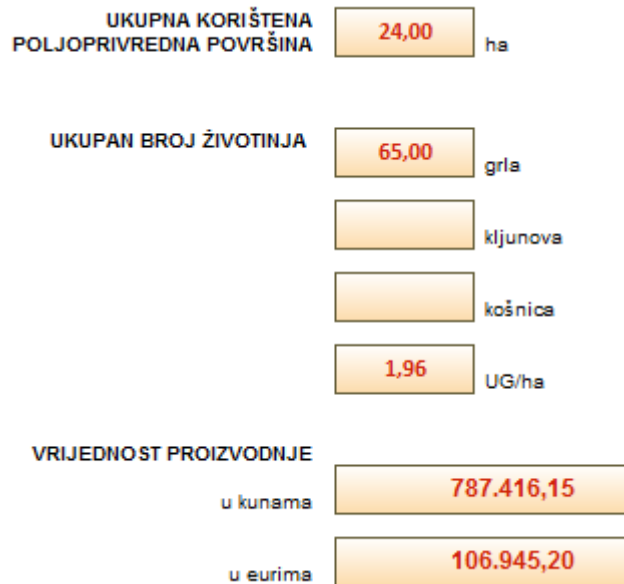 UKUPNA KORIŠTENA
POLJOPRIVREDNA POVRŠINA
24,00 ha
UKUPAN BROJ ŽIVOTINJA
65,00 grla
kljunova
košnica
1,96 UG/ha
VRIJEDNOST PROIZVODNJE
u kunama 787.416,15
u eurima 106.945,20